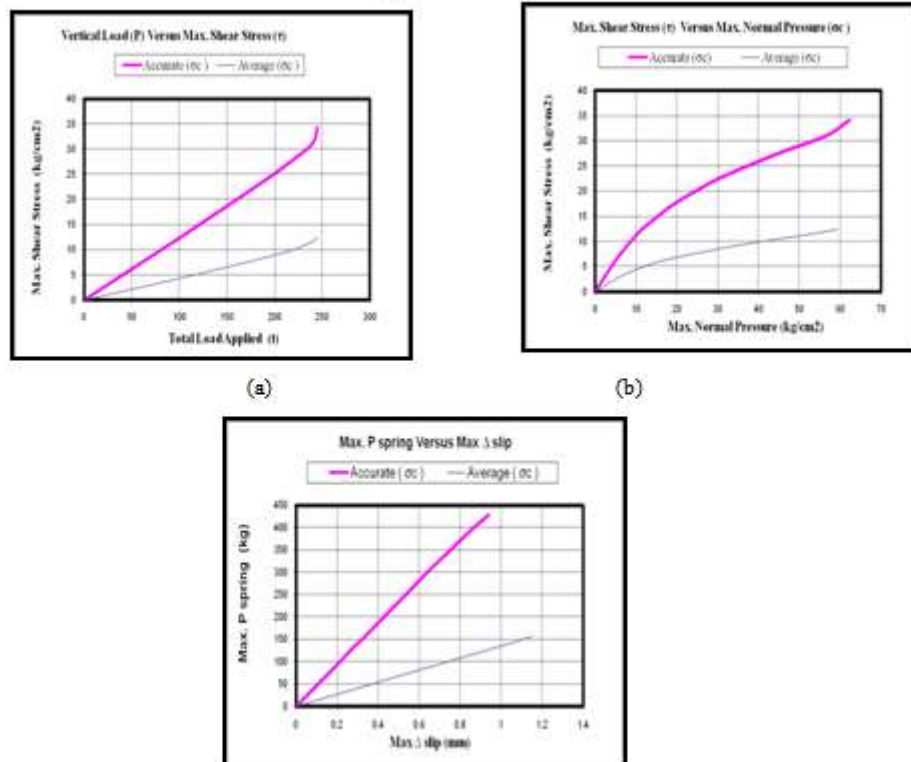 Vertical Load (P) Versus Max. Shear Stress (τ)
Accurate (σc) Average (σc)
Max. Shear Stress (kg/cm2)
40
35
30
25
20
15
10
5
0
0 50 100 150 200 250 300
Total Load Applied (t)
(a)
Max. Shear Stress (τ) Versus Max. Normal Pressure (σc)
Accurate (σc) Average (σc)
Max. Shear Stress (kg/cm2)
40
35
30
25
20
15
10
5
0
0 10 20 30 40 50 60 70
Max. Normal Pressure (kg/cm2)
(b)
Max. P spring Versus Max Δ slip
Accurate (σc) Average (σc)
Max. P spring (kg)
450
400
350
300
250
200
150
100
50
0
0 0.2 0.4 0.6 0.8 1 1.2 1.4
Max. Δ slip (mm)